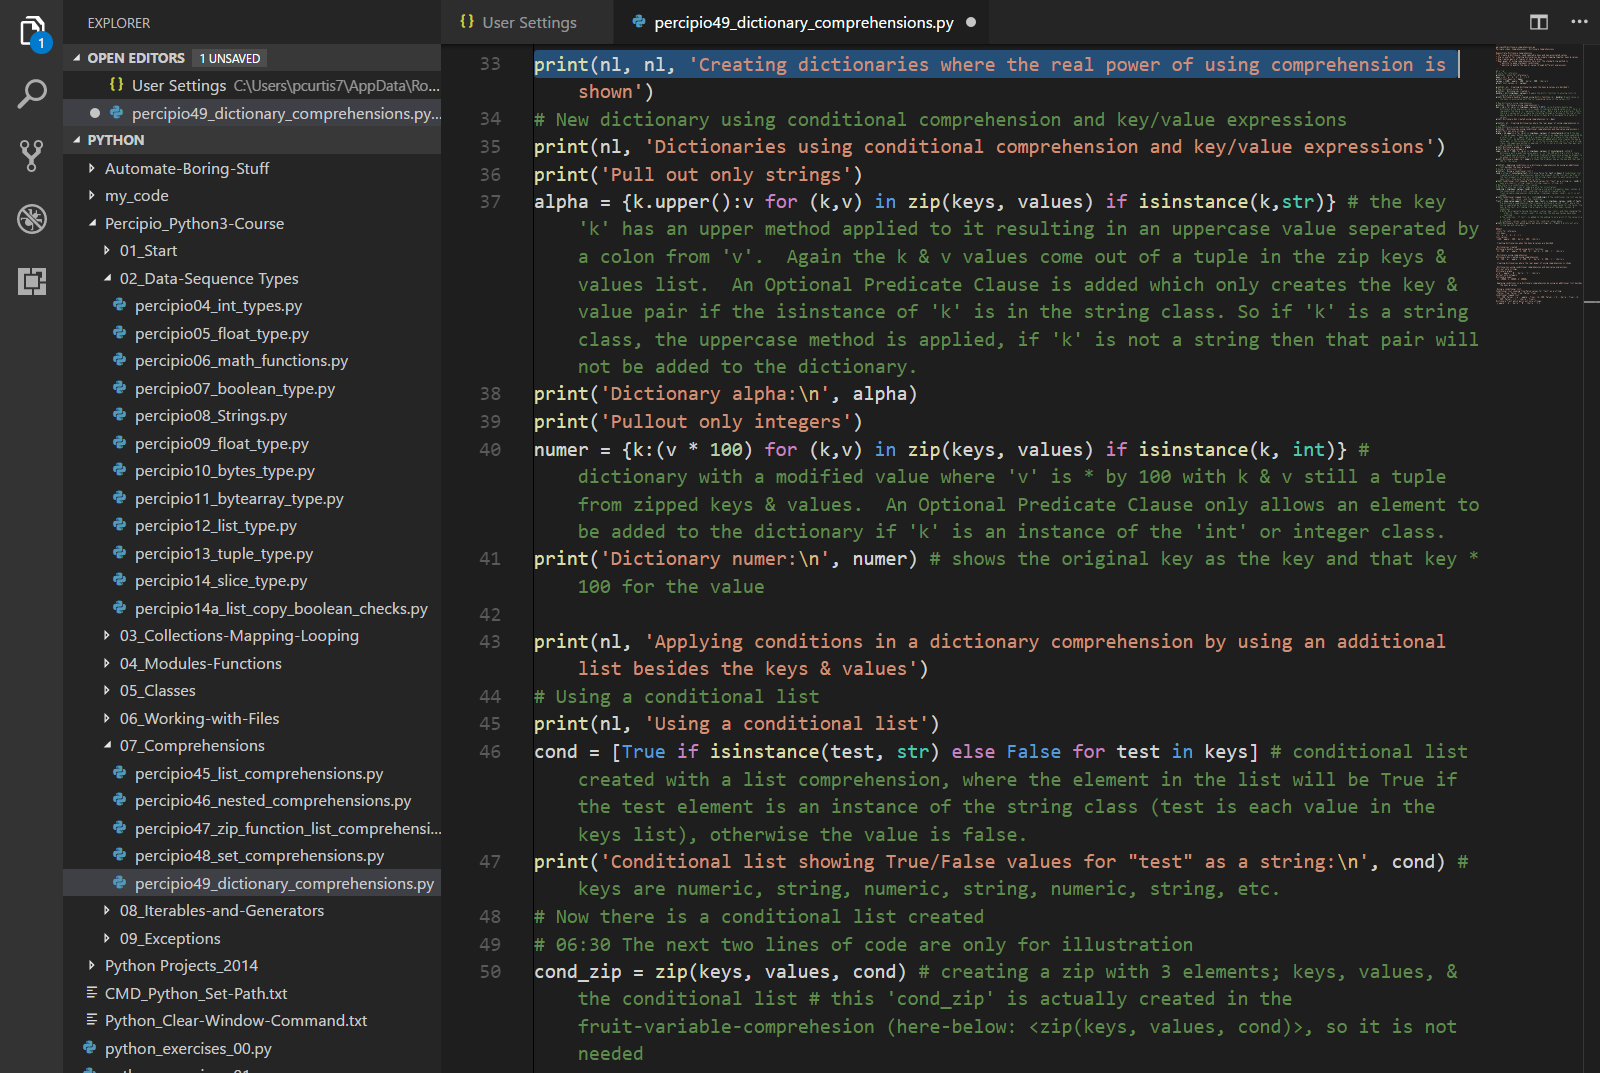 EXPLORER
1
OPEN EDITORS 1 UNSAVED
{} User Settings C:\Users\pcurtis7\AppData\Ro...
percipio49_dictionary_comprehensions.py...
PYTHON
Automate-Boring-Stuff
my_code
Percipio_Python3-Course
01_Start
02_Data-Sequence Types
percipio04_int_types.py
percipio05_float_type.py
percipio06_math_functions.py
percipio07_boolean_type.py
percipio08_Strings.py
percipio09_float_type.py
percipio10_bytes_type.py
percipio11_bytearray_type.py
percipio12_list_type.py
percipio13_tuple_type.py
percipio14_slice_type.py
percipio14a_list_copy_boolean_checks.py
03_Collections-Mapping-Looping
04_Modules-Functions
05_Classes
06_Working-with-Files
07_Comprehensions
percipio45_list_comprehensions.py
percipio46_nested_comprehensions.py
percipio47_zip_function_list_comprehensi...
percipio48_set_comprehensions.py
percipio49_dictionary_comprehensions.py
08_Iterables-and-Generators
09_Exceptions
Python Projects_2014
CMD_Python_Set-Path.txt
Python_Clear-Window-Command.txt
python_exercises_00.py
{} User Settings
percipio49_dictionary_comprehensions.py
33 print(nl, nl, 'Creating dictionaries where the real power of using comprehension is
shown')
34 # New dictionary using conditional comprehension and key/value expressions
35 print(nl, 'Dictionaries using conditional comprehension and key/value expressions')
36 print('Pull out only strings')
37 alpha = {k.upper():v for (k,v) in zip(keys, values) if isinstance(k,str)} # the key
'k' has an upper method applied to it resulting in an uppercase value seperated by
a colon from 'v'.  Again the k & v values come out of a tuple in the zip keys &
values list.  An Optional Predicate Clause is added which only creates the key &
value pair if the isinstance of 'k' is in the string class. So if 'k' is a string
class, the uppercase method is applied, if 'k' is not a string then that pair will
not be added to the dictionary.
38 print('Dictionary alpha:\n', alpha)
39 print('Pullout only integers')
40 numer = {k:(v * 100) for (k,v) in zip(keys, values) if isinstance(k, int)} #
dictionary with a modified value where 'v' is * by 100 with k & v still a tuple
from zipped keys & values.  An Optional Predicate Clause only allows an element to
be added to the dictionary if 'k' is an instance of the 'int' or integer class.
41 print('Dictionary numer:\n', numer) # shows the original key as the key and that key *
100 for the value
42
43 print(nl, 'Applying conditions in a dictionary comprehension by using an additional
list besides the keys & values')
44 # Using a conditional list
45 print(nl, 'Using a conditional list')
46 cond = [True if isinstance(test, str) else False for test in keys] # conditional list
created with a list comprehension, where the element in the list will be True if
the test element is an instance of the string class (test is each value in the
keys list), otherwise the value is false.
47 print('Conditional list showing True/False values for "test" as a string:\n', cond) #
keys are numeric, string, numeric, string, numeric, string, etc.
48 # Now there is a conditional list created
49 # 06:30 The next two lines of code are only for illustration
50 cond_zip = zip(keys, values, cond) # creating a zip with 3 elements; keys, values, &
the conditional list # this 'cond_zip' is actually created in the
fruit-variable-comprehesion (here-below: <zip(keys, values, cond)>, so it is not
needed